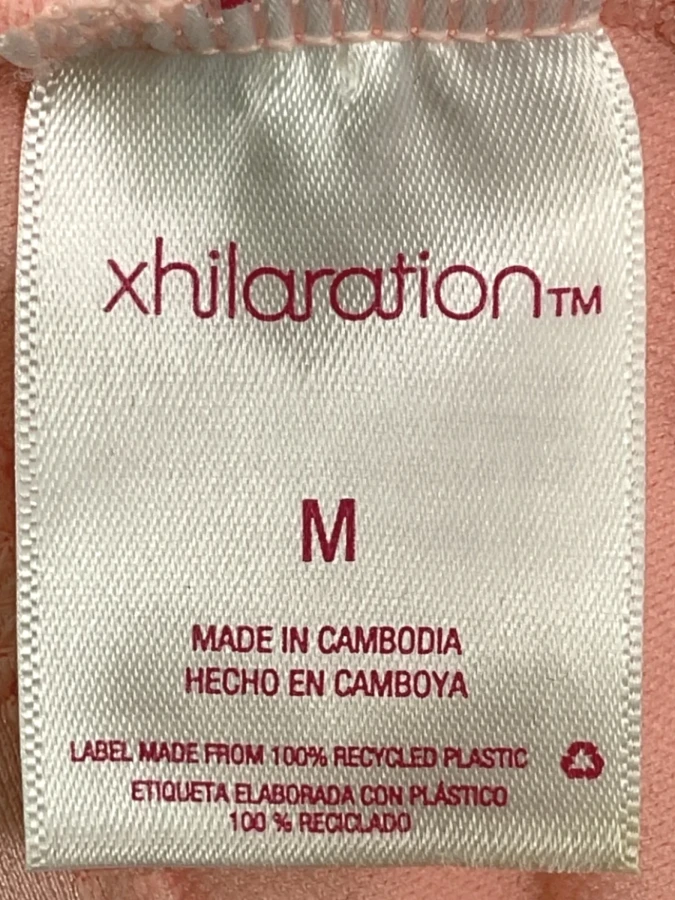 xhilaration™
M
MADE IN CAMBODIA
HECHO EN CAMBOYA
LABEL MADE FROM 100% RECYCLED PLASTIC
ETIQUETA ELABORADA CON PLÁSTICO
100 % RECICLADO